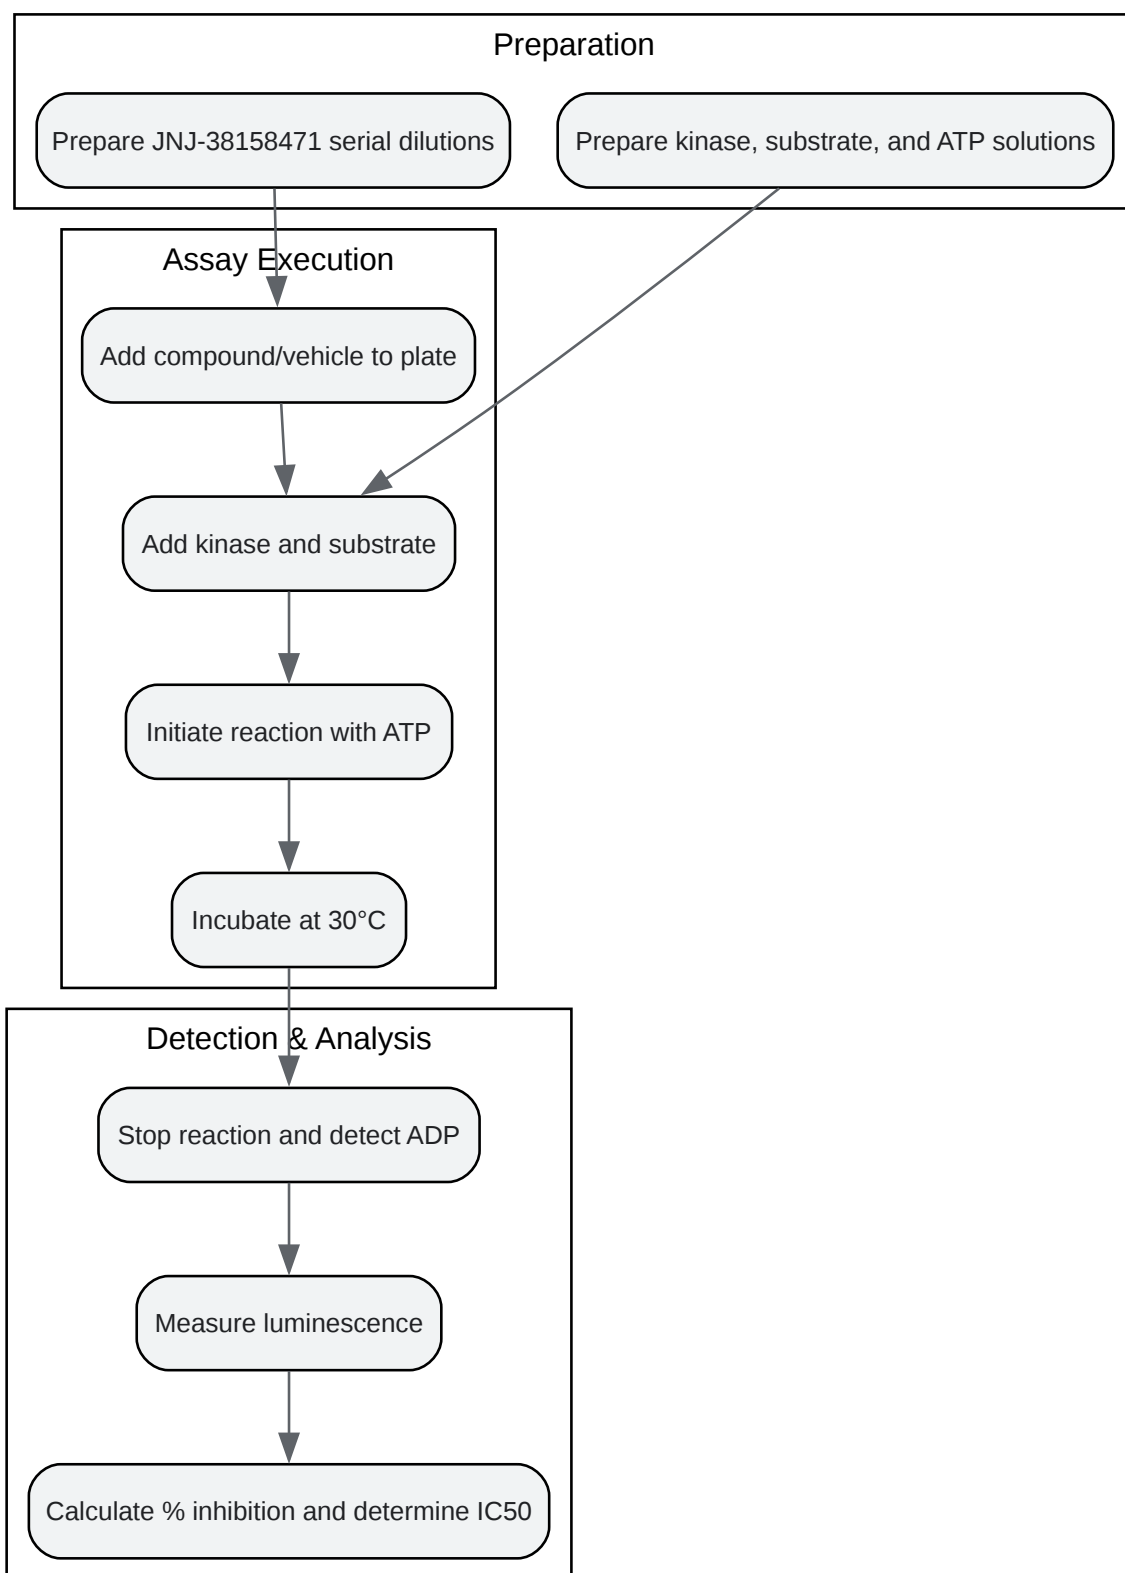 Preparation
Prepare JNJ-38158471 serial dilutions
Prepare kinase, substrate, and ATP solutions
Assay Execution
Add compound/vehicle to plate
Add kinase and substrate
Initiate reaction with ATP
Incubate at 30°C
Detection & Analysis
Stop reaction and detect ADP
Measure luminescence
Calculate % inhibition and determine IC50